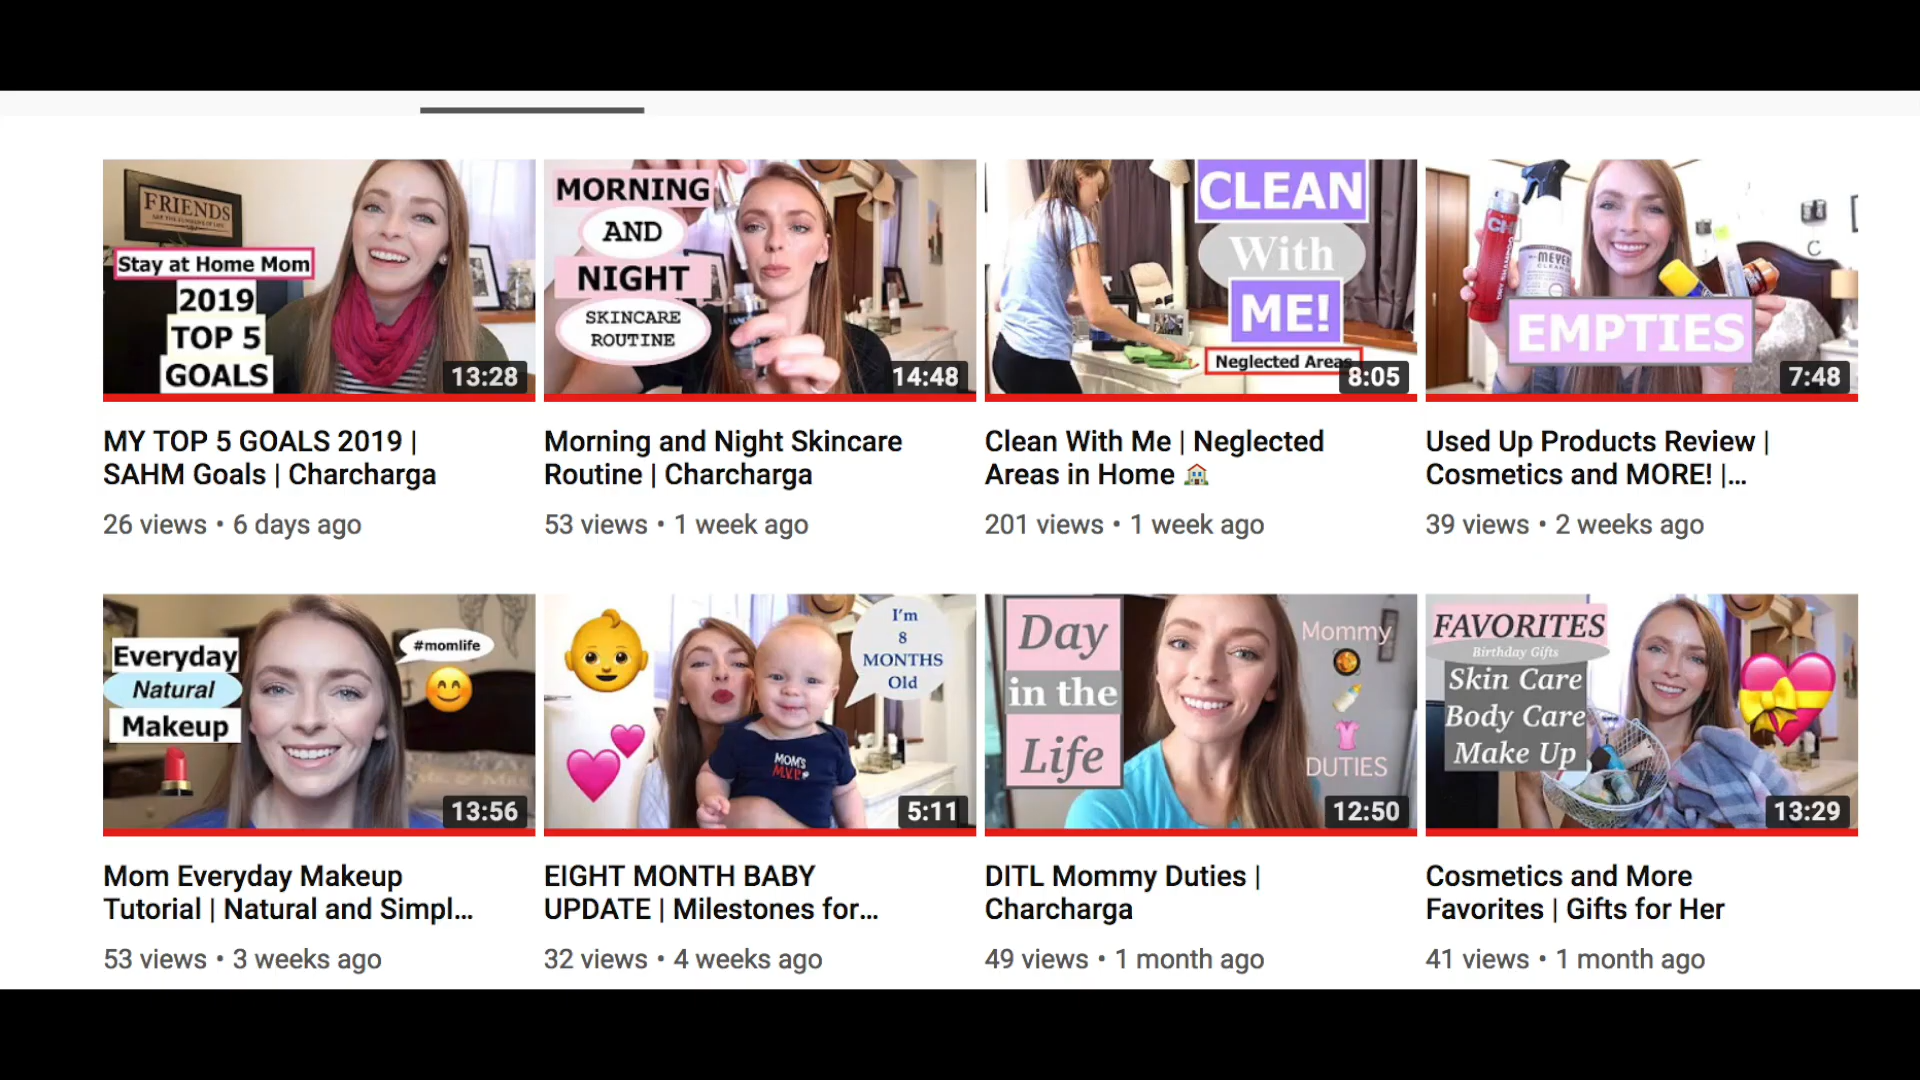 FRIENDS
Stay at Home Mom
2019
TOP 5
GOALS
13:28
MORNING
AND
NIGHT
SKINCARE
ROUTINE
14:48
CLEAN
With
ME!
Neglected Areas
8:05
CHI
MEYER
CLEAN
EMPTIES
C
7:48
MY TOP 5 GOALS 2019 |
SAHM Goals | Charcharga
26 views • 6 days ago
Morning and Night Skincare
Routine | Charcharga
53 views • 1 week ago
Clean With Me | Neglected
Areas in Home 🏠
201 views • 1 week ago
Used Up Products Review |
Cosmetics and MORE! |...
39 views • 2 weeks ago
Everyday
Natural
Makeup
#momlife
13:56
I'm
8
MONTHS
Old
MOM'S
M.V.P
5:11
Day
in the
Life
Mommy
DUTIES
12:50
FAVORITES
Birthday Gifts
Skin Care
Body Care
Make Up
13:29
Mom Everyday Makeup
Tutorial | Natural and Simpl...
53 views • 3 weeks ago
EIGHT MONTH BABY
UPDATE | Milestones for...
32 views • 4 weeks ago
DITL Mommy Duties |
Charcharga
49 views • 1 month ago
Cosmetics and More
Favorites | Gifts for Her
41 views • 1 month ago